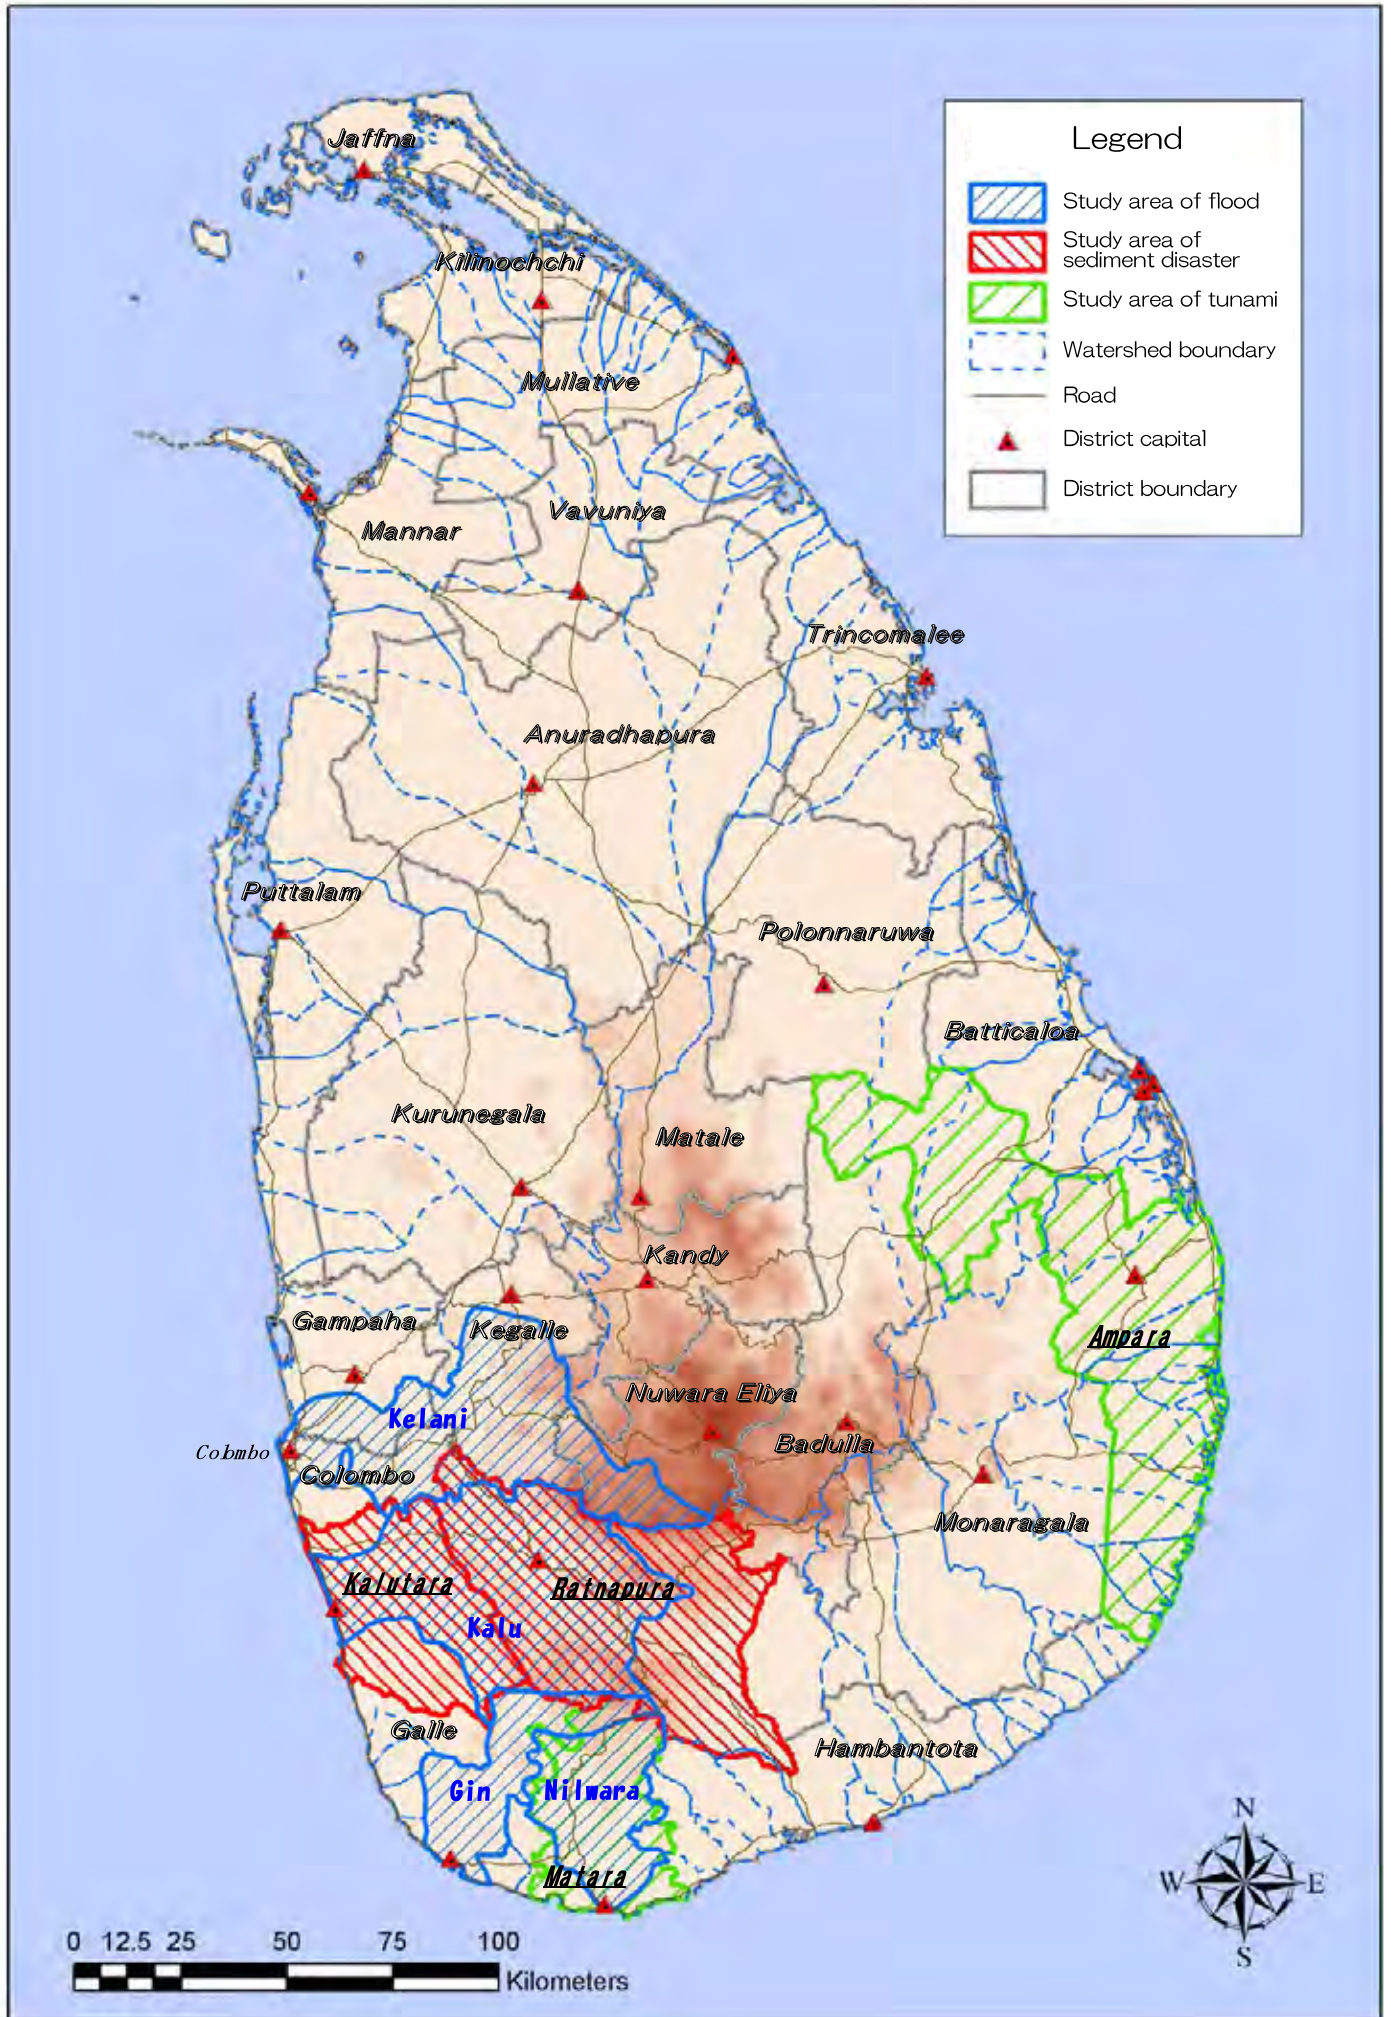 Legend
Study area of flood
Study area of
sediment disaster
Study area of tunami
Watershed boundary
Road
District capital
District boundary
Jaffna
Kilinochchi
Mullative
Vavuniya
Mannar
Trincomalee
Anuradhapura
Puttalam
Polonnaruwa
Batticaloa
Kurunegala
Matale
Kandy
Gampaha
Kegalle
Ampara
Nuwara Eliya
Kelani
Badulla
Colombo
Colombo
Monaragala
Kalutara
Ratnapura
Kalu
Galle
Hambantota
Gin
Nilwara
Matara
N
W
E
S
0 12.5 25 50 75 100
Kilometers